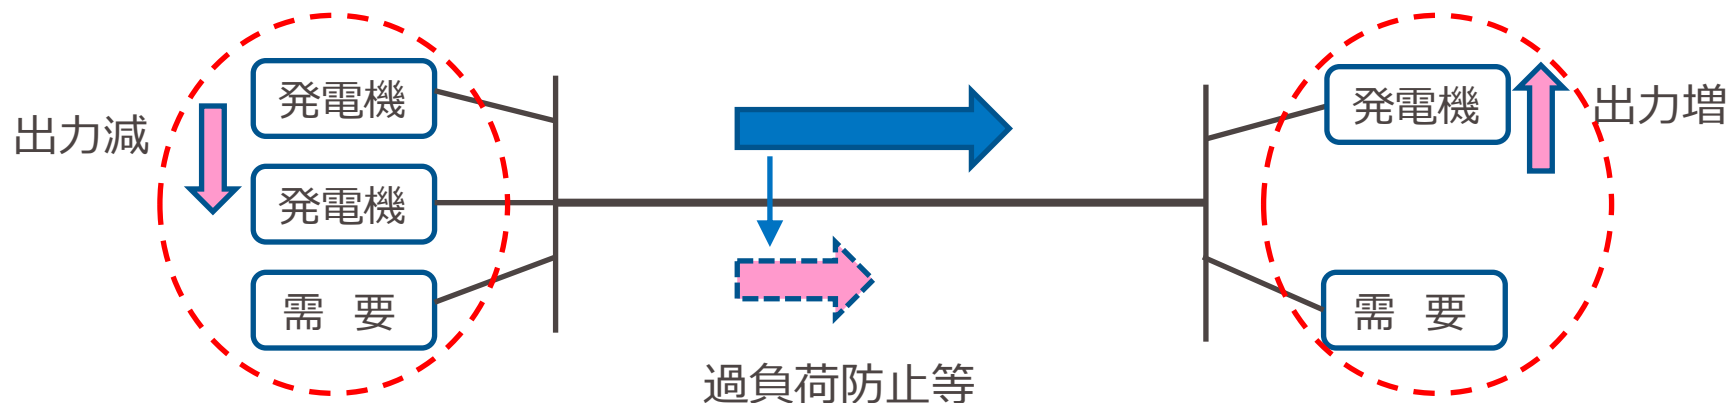 出力減
発電機
発電機
需 要
過負荷防止等
発電機
需 要
出力増